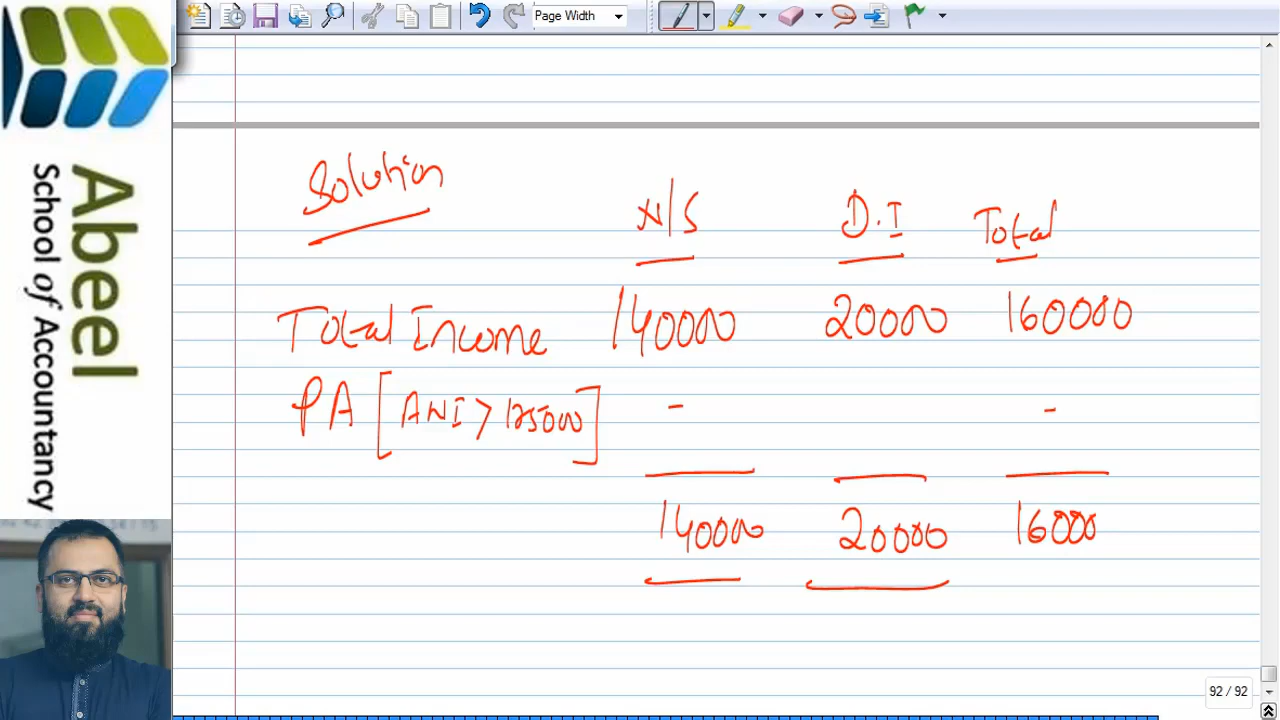 Page Width
Abeel
School of Accountancy
Solution
N/S D.I Total
Total Income 140000 20000 160000
PA [ANI > 125000] - -
140000 20000 16000
92 / 92